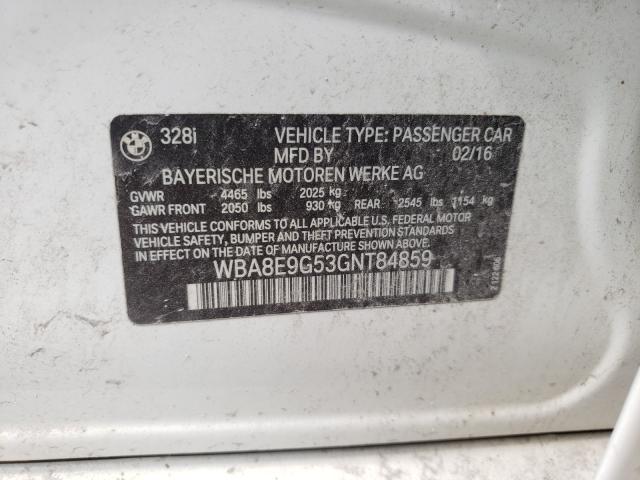 328i VEHICLE TYPE: PASSENGER CAR
MFD BY 02/16
BAYERISCHE MOTOREN WERKE AG
GVWR 4465 lbs 2025 kg
GAWR FRONT 2050 lbs 930 kg REAR 2545 lbs 1154 kg
THIS VEHICLE CONFORMS TO ALL APPLICABLE U.S. FEDERAL MOTOR
VEHICLE SAFETY, BUMPER, AND THEFT PREVENTION STANDARDS
IN EFFECT ON THE DATE OF MANUFACTURE SHOWN ABOVE.
WBA8E9G53GNT84859